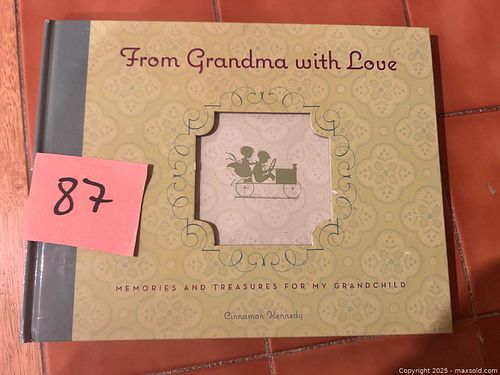 From Grandma with Love
87
MEMORIES AND TREASURES FOR MY GRANDCHILD
Cinnamon Kennedy
Copyright 2025 - maxsold.com